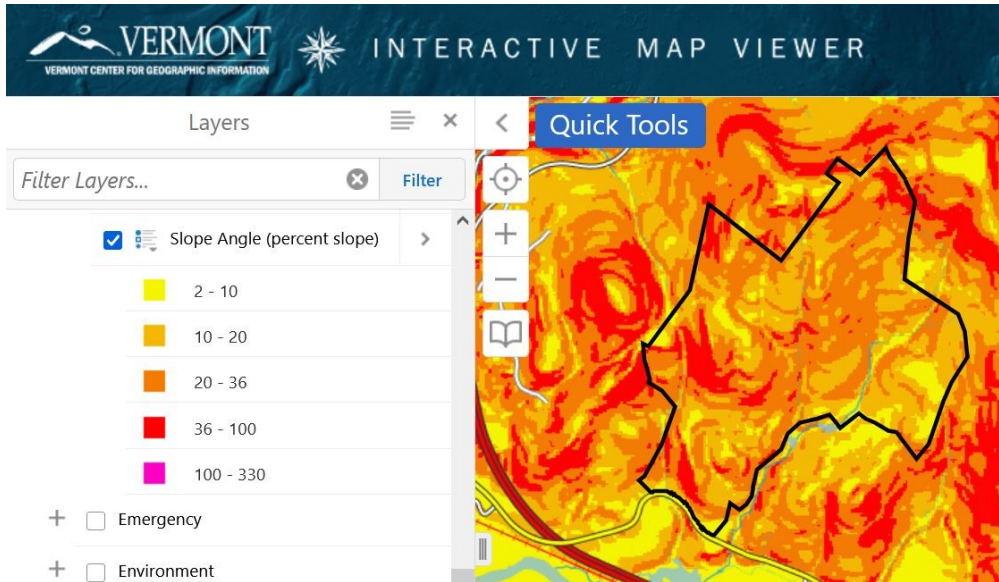 VERMONT
VERMONT CENTER FOR GEOGRAPHIC INFORMATION
INTERACTIVE MAP VIEWER
Layers
Quick Tools
Filter Layers...
Filter
Slope Angle (percent slope)
2 - 10
10 - 20
20 - 36
36 - 100
100 - 330
Emergency
Environment